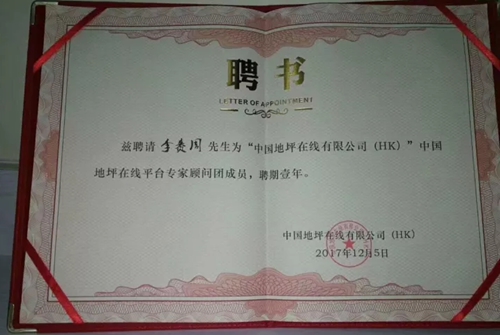 聘书
LETTER OF APPOINTMENT
兹聘请 李 同 先生为“中国地坪在线有限公司（HK）”中国
地坪在线平台专家顾问团成员，聘期壹年。
中国地坪在线有限公司（HK）
2017年12月5日